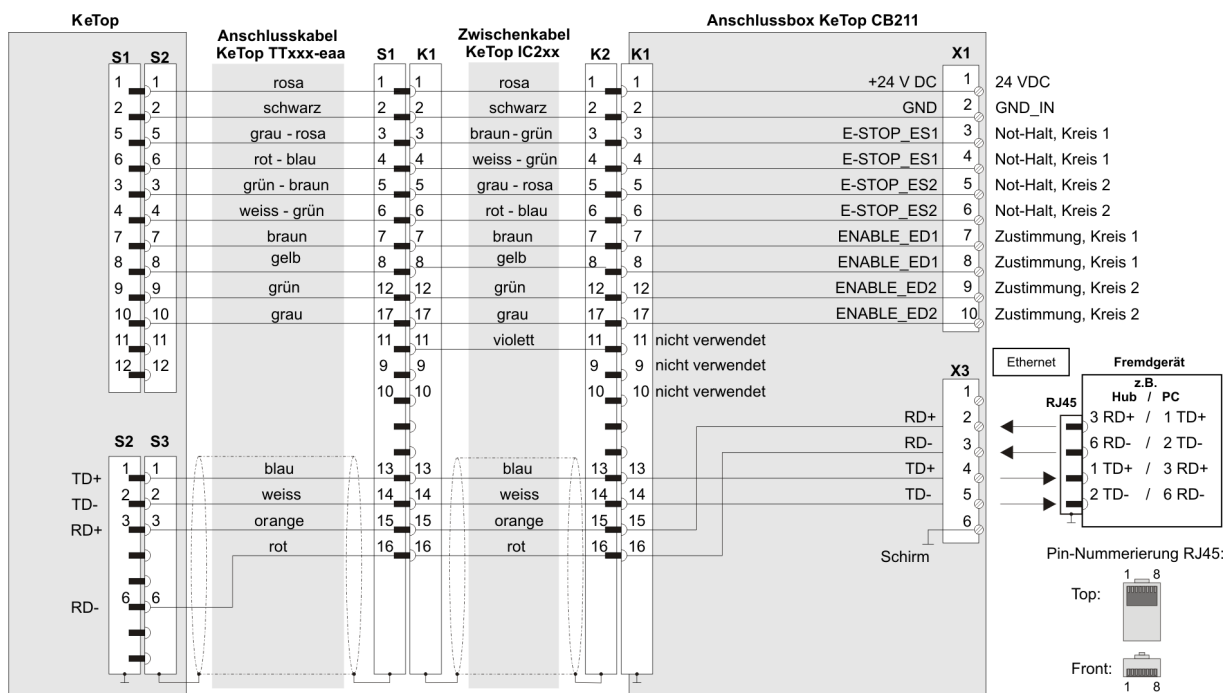 KeTop
Anschlusskabel
KeTop TTxxx-eaa
Zwischenkabel
KeTop IC2xx
Anschlussbox KeTop CB211
S1 S2 S1 K1 K2 K1 X1
1 1 rosa 1 1 rosa 1 1 +24 V DC 1 24 VDC
2 2 schwarz 2 2 schwarz 2 2 GND 2 GND_IN
5 5 grau - rosa 3 3 braun - grün 3 3 E-STOP_ES1 3 Not-Halt, Kreis 1
6 6 rot - blau 4 4 weiss - grün 4 4 E-STOP_ES1 4 Not-Halt, Kreis 1
3 3 grün - braun 5 5 grau - rosa 5 5 E-STOP_ES2 5 Not-Halt, Kreis 2
4 4 weiss - grün 6 6 rot - blau 6 6 E-STOP_ES2 6 Not-Halt, Kreis 2
7 7 braun 7 7 braun 7 7 ENABLE_ED1 7 Zustimmung, Kreis 1
8 8 gelb 8 8 gelb 8 8 ENABLE_ED1 8 Zustimmung, Kreis 1
9 9 grün 12 12 grün 12 12 ENABLE_ED2 9 Zustimmung, Kreis 2
10 10 grau 17 17 grau 17 17 ENABLE_ED2 10 Zustimmung, Kreis 2
11 11 11 11 violett 11 11 nicht verwendet
12 12 9 9 9 9 nicht verwendet
10 10 10 10 nicht verwendet
S2 S3
TD+ 1 1 blau 13 13 blau 13 13
TD- 2 2 weiss 14 14 weiss 14 14
RD+ 3 3 orange 15 15 orange 15 15
rot 16 16 rot 16 16
RD- 6 6
X3
1
RD+ 2
RD- 3
TD+ 4
TD- 5
6
Schirm
Ethernet
Fremdgerät
z.B.
Hub / PC
RJ45
3 RD+ / 1 TD+
6 RD- / 2 TD-
1 TD+ / 3 RD+
2 TD- / 6 RD-
Pin-Nummerierung RJ45:
1 8
Top:
Front:
1 8